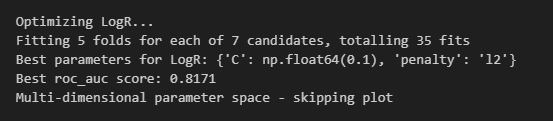 Optimizing LogR...
Fitting 5 folds for each of 7 candidates, totalling 35 fits
Best parameters for LogR: {'C': np.float64(0.1), 'penalty': 'l2'}
Best roc_auc score: 0.8171
Multi-dimensional parameter space - skipping plot